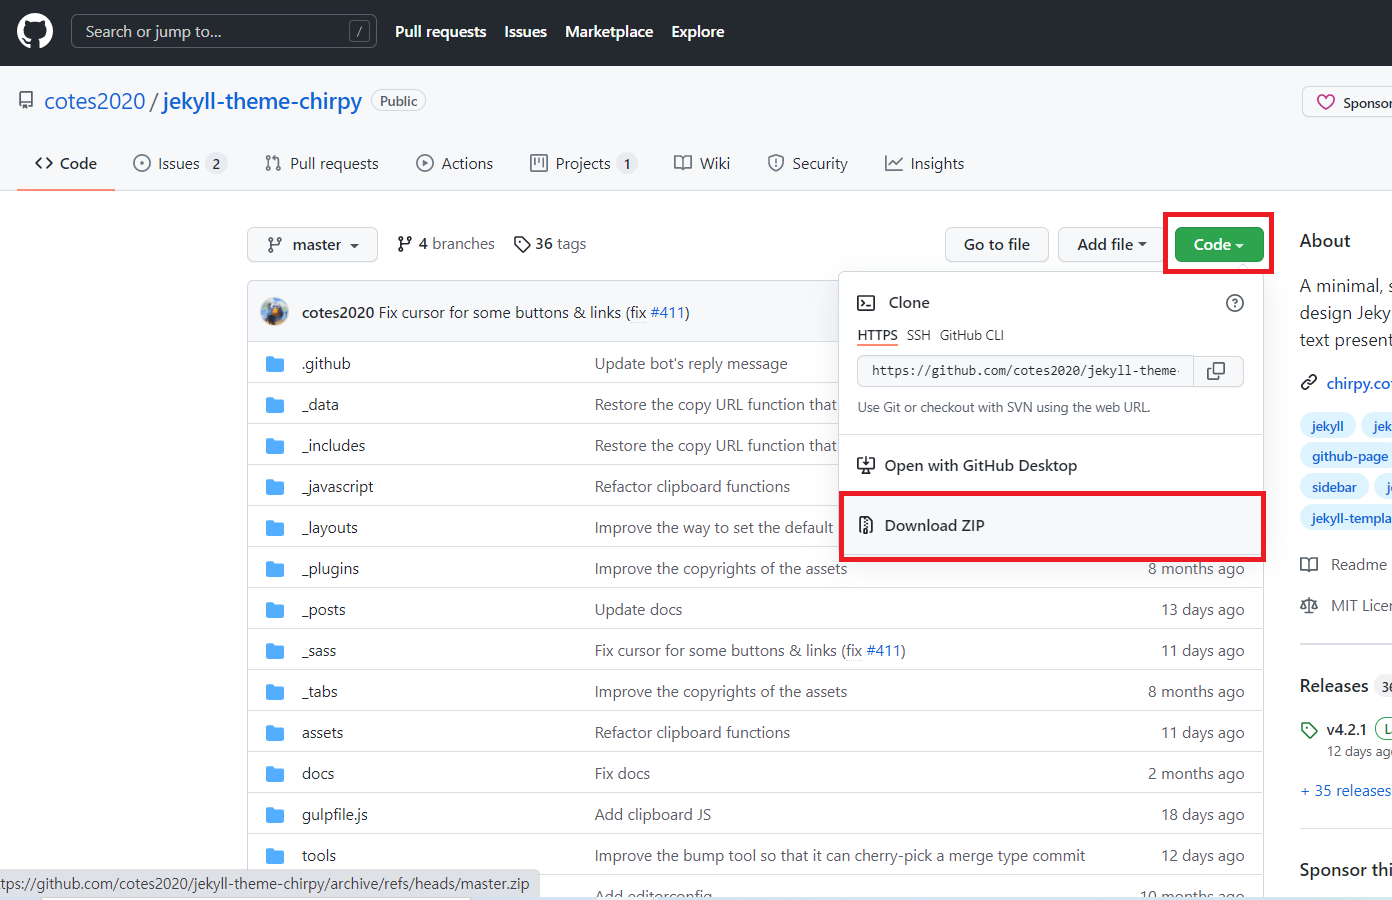 Search or jump to... /
Pull requests Issues Marketplace Explore
cotes2020 / jekyll-theme-chirpy Public
Sponsor
Code Issues 2 Pull requests Actions Projects 1 Wiki Security Insights
master 4 branches 36 tags Go to file Add file Code
About
A minimal, s
design Jeky
text present
chirpy.co
jekyll jek
github-page
sidebar j
jekyll-templa
Readme
MIT Licen
Releases 36
v4.2.1 La
12 days ago
+ 35 releases
Sponsor thi
Clone
HTTPS SSH GitHub CLI
https://github.com/cotes2020/jekyll-theme-
Use Git or checkout with SVN using the web URL.
Open with GitHub Desktop
Download ZIP
cotes2020 Fix cursor for some buttons & links (fix #411)
.github Update bot's reply message
_data Restore the copy URL function that
_includes Restore the copy URL function that
_javascript Refactor clipboard functions
_layouts Improve the way to set the default
_plugins Improve the copyrights of the assets 8 months ago
_posts Update docs 13 days ago
_sass Fix cursor for some buttons & links (fix #411) 11 days ago
_tabs Improve the copyrights of the assets 8 months ago
assets Refactor clipboard functions 11 days ago
docs Fix docs 2 months ago
gulpfile.js Add clipboard JS 18 days ago
tools Improve the bump tool so that it can cherry-pick a merge type commit 12 days ago
Add editorconfig 10 months ago
tps://github.com/cotes2020/jekyll-theme-chirpy/archive/refs/heads/master.zip